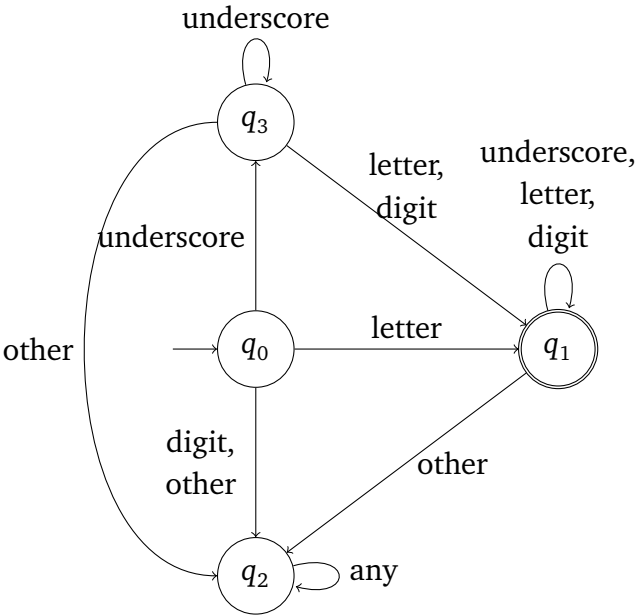 underscore
q3
letter,
digit
underscore,
letter,
digit
underscore
letter
q0
q1
other
digit,
other
other
q2
any